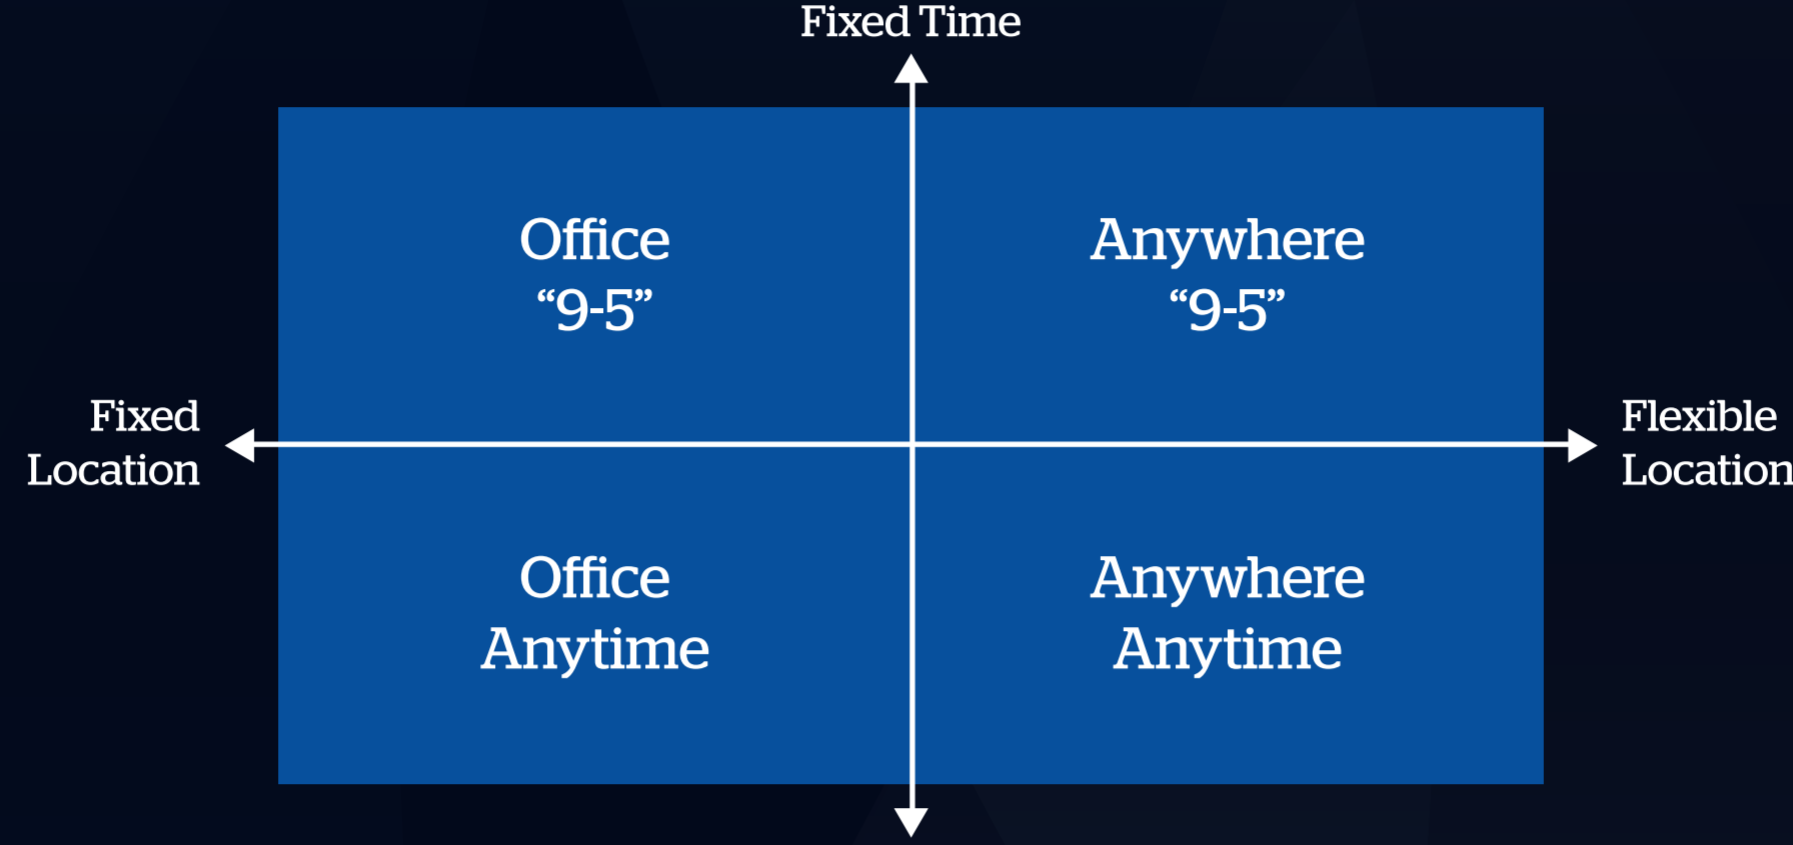 Fixed Time
Office
“9-5”
Anywhere
“9-5”
Fixed
Location
Flexible
Location
Office
Anytime
Anywhere
Anytime